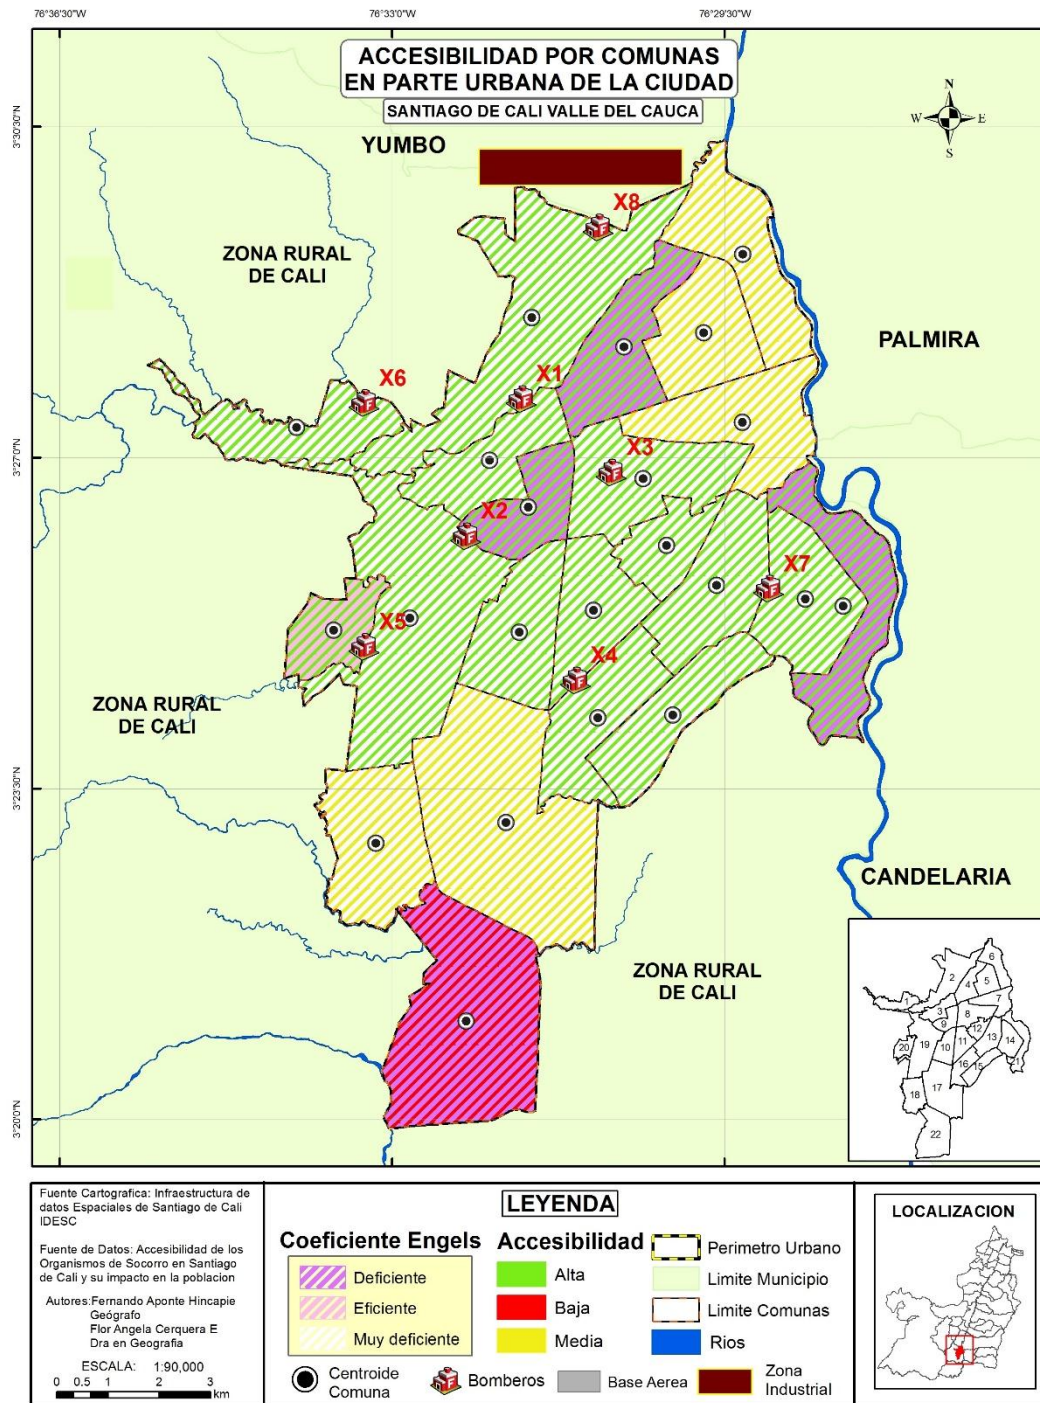 76°36'30"W
76°33'0"W
76°29'30"W
ACCESIBILIDAD POR COMUNAS
EN PARTE URBANA DE LA CIUDAD
SANTIAGO DE CALI VALLE DEL CAUCA
N
W
E
S
3°30'30"N
YUMBO
X8
ZONA RURAL
DE CALI
PALMIRA
X6
X1
3°27'0"N
X3
X2
X7
X5
X4
ZONA RURAL
DE CALI
3°23'30"N
CANDELARIA
ZONA RURAL
DE CALI
3°20'0"N
6
2
5
4
7
1
3
8
9
12
13
14
20
19
10
11
16
15
21
17
18
22
Fuente Cartografica: Infraestructura de
datos Espaciales de Santiago de Cali
IDESC
Fuente de Datos: Accesibilidad de los
Organismos de Socorro en Santiago
de Cali y su impacto en la poblacion
Autores:Fernando Aponte Hincapie
Geógrafo
Flor Angela Cerquera E
Dra en Geografia
ESCALA: 1:90,000
0 0.5 1 2 3
km
LEYENDA
Coeficiente Engels
Deficiente
Eficiente
Muy deficiente
Accesibilidad
Alta
Baja
Media
Perimetro Urbano
Limite Municipio
Limite Comunas
Rios
Centroide
Comuna
Bomberos
Base Aerea
Zona
Industrial
LOCALIZACION